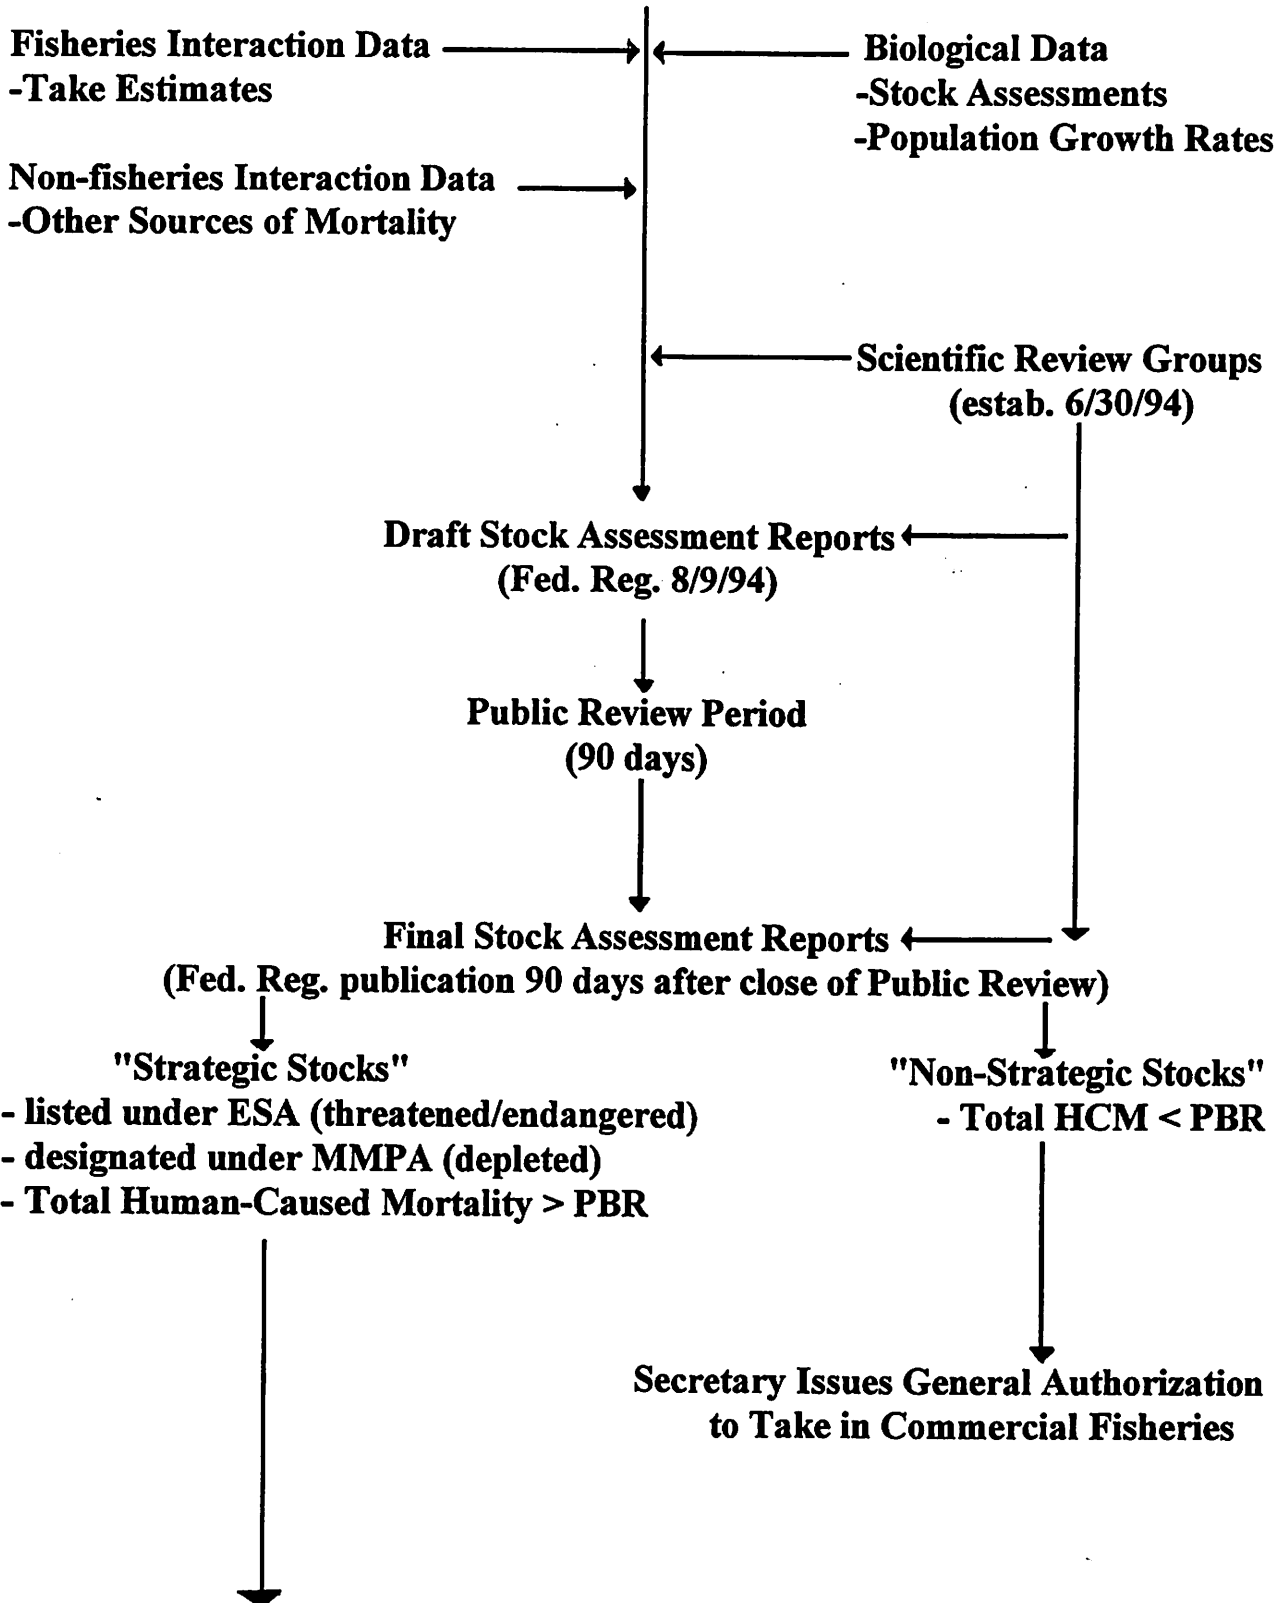 Fisheries Interaction Data
-Take Estimates
Biological Data
-Stock Assessments
-Population Growth Rates
Non-fisheries Interaction Data
-Other Sources of Mortality
Scientific Review Groups
(estab. 6/30/94)
Draft Stock Assessment Reports
(Fed. Reg. 8/9/94)
Public Review Period
(90 days)
Final Stock Assessment Reports
(Fed. Reg. publication 90 days after close of Public Review)
"Strategic Stocks"
- listed under ESA (threatened/endangered)
- designated under MMPA (depleted)
- Total Human-Caused Mortality > PBR
"Non-Strategic Stocks"
- Total HCM < PBR
Secretary Issues General Authorization
to Take in Commercial Fisheries